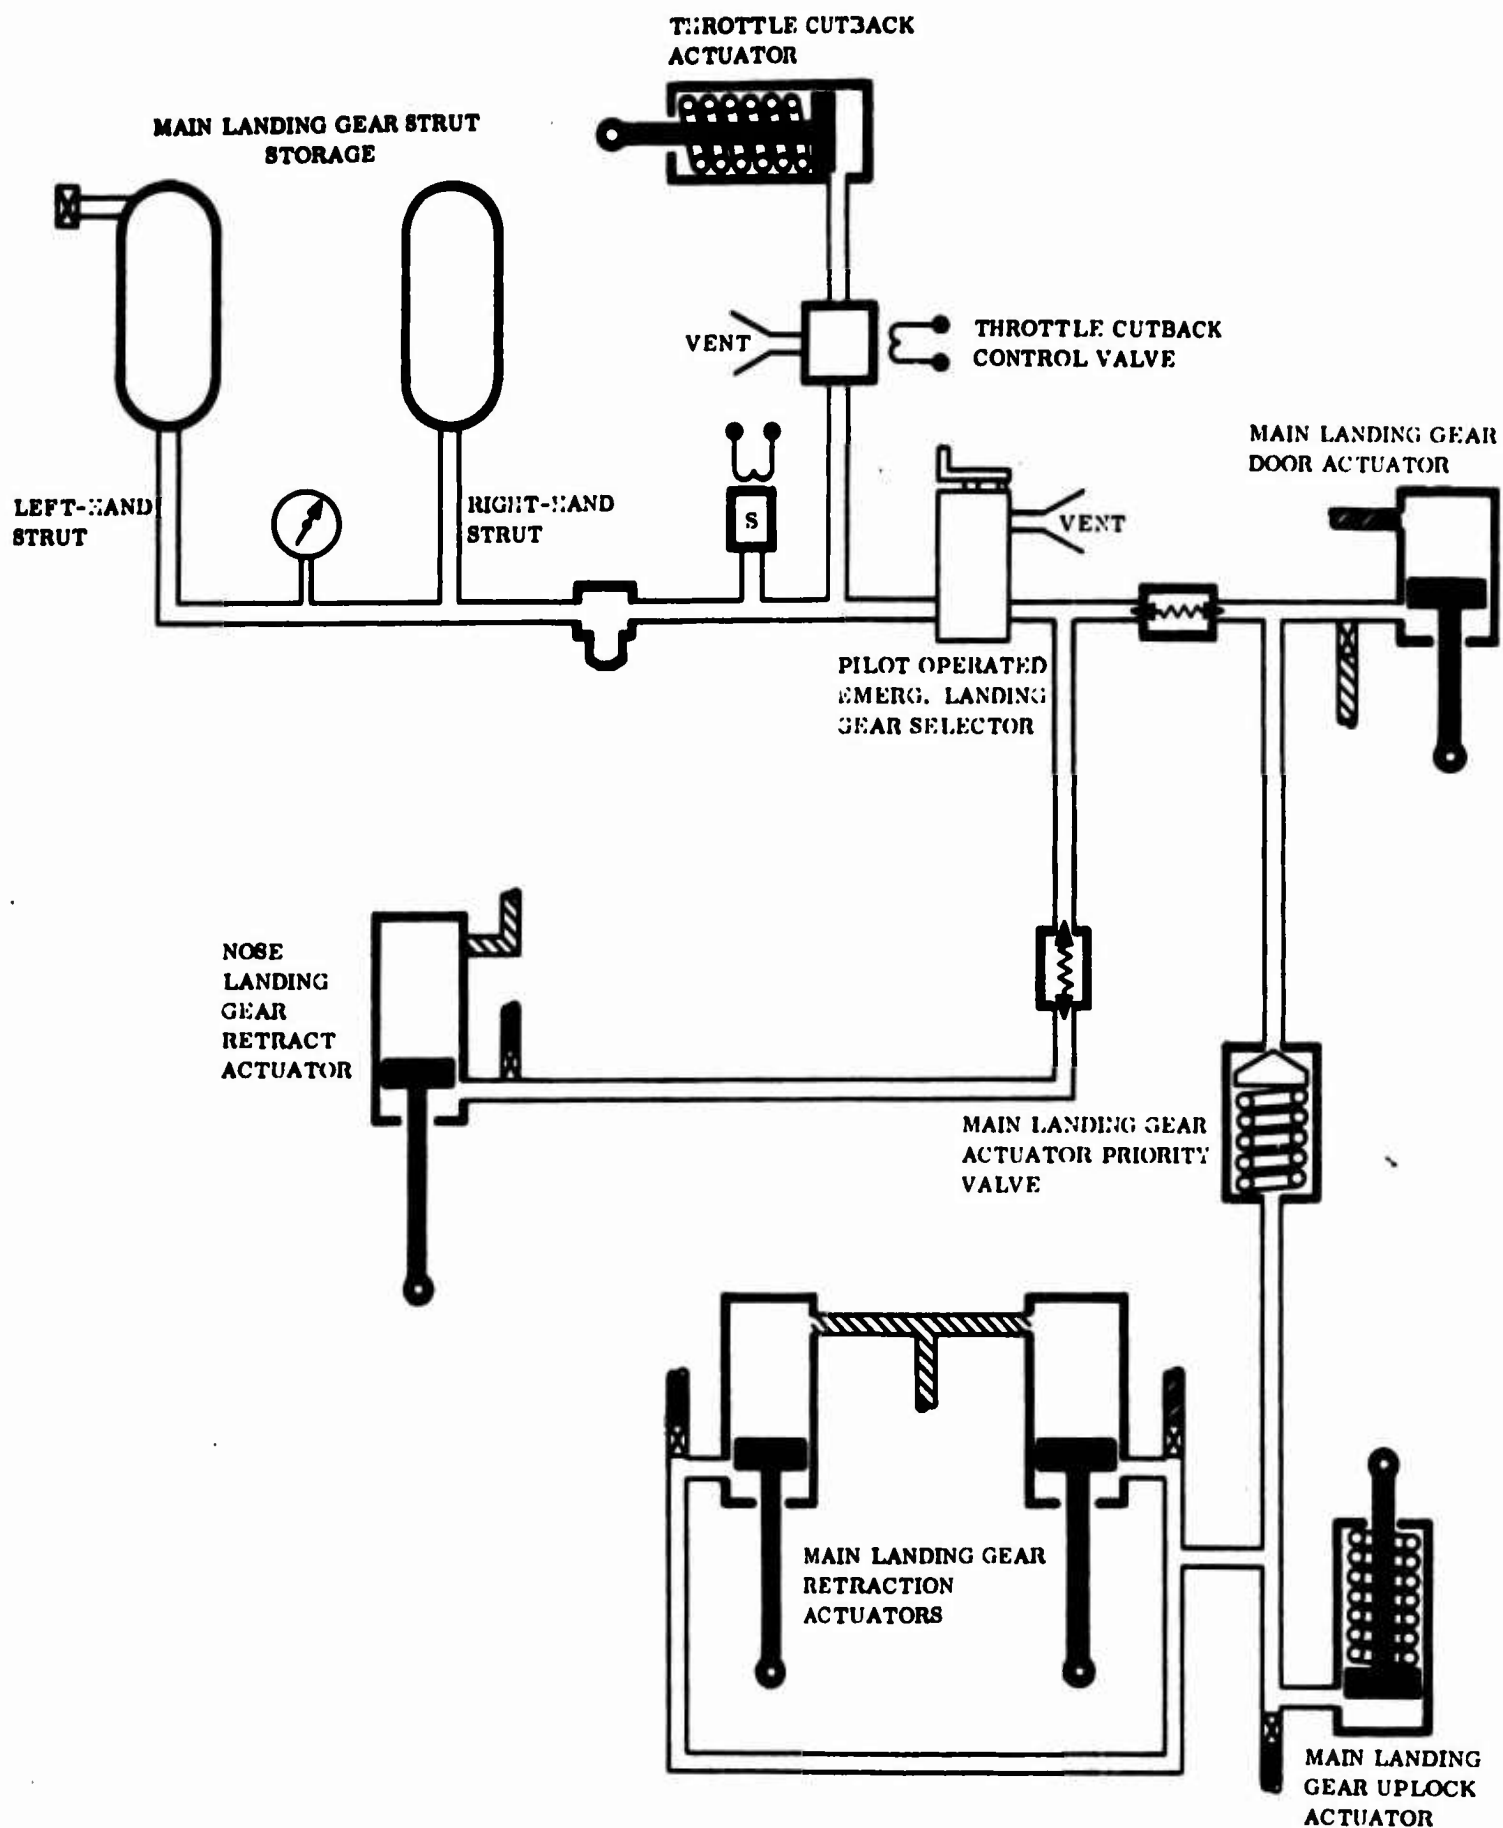 THROTTLE CUTBACK
ACTUATOR
MAIN LANDING GEAR STRUT
STORAGE
VENT
THROTTLE CUTBACK
CONTROL VALVE
MAIN LANDING GEAR
DOOR ACTUATOR
LEFT-HAND
STRUT
RIGHT-HAND
STRUT
S
VENT
PILOT OPERATED
EMERG. LANDING
GEAR SELECTOR
NOSE
LANDING
GEAR
RETRACT
ACTUATOR
MAIN LANDING GEAR
ACTUATOR PRIORITY
VALVE
MAIN LANDING GEAR
RETRACTION
ACTUATORS
MAIN LANDING
GEAR UPLOCK
ACTUATOR